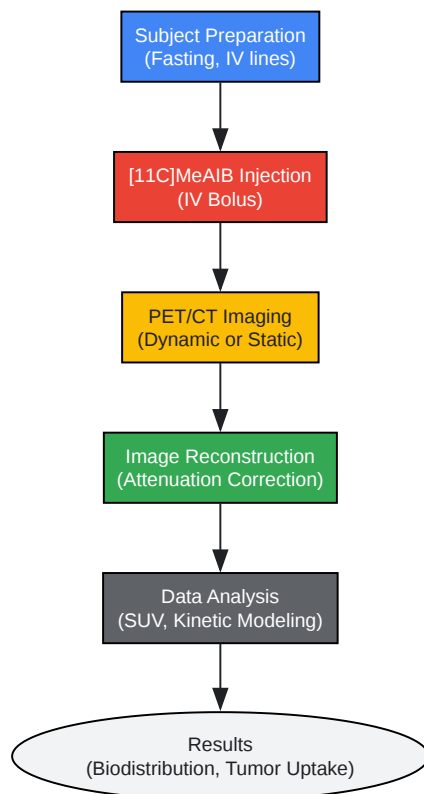 Subject Preparation
(Fasting, IV lines)
[11C]MeAIB Injection
(IV Bolus)
PET/CT Imaging
(Dynamic or Static)
Image Reconstruction
(Attenuation Correction)
Data Analysis
(SUV, Kinetic Modeling)
Results
(Biodistribution, Tumor Uptake)